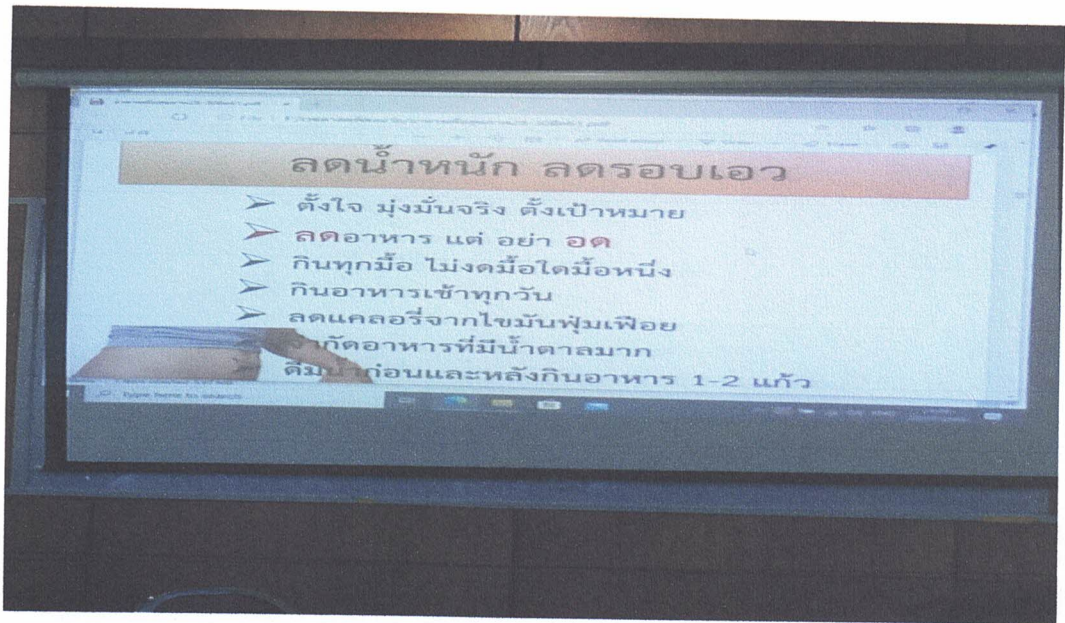 ลดน้ำหนัก ลดรอบเอว
➢ ตั้งใจ มุ่งมั่นจริง ตั้งเป้าหมาย
➢ ลดอาหาร แต่ อย่า อด
➢ กินทุกมื้อ ไม่งดมื้อใดมื้อหนึ่ง
➢ กินอาหารเช้าทุกวัน
➢ ลดแคลอรี่จากไขมันฟุ่มเฟือย
จำกัดอาหารที่มีน้ำตาลมาก
ดื่มน้ำก่อนและหลังกินอาหาร 1-2 แก้ว
Type here to search